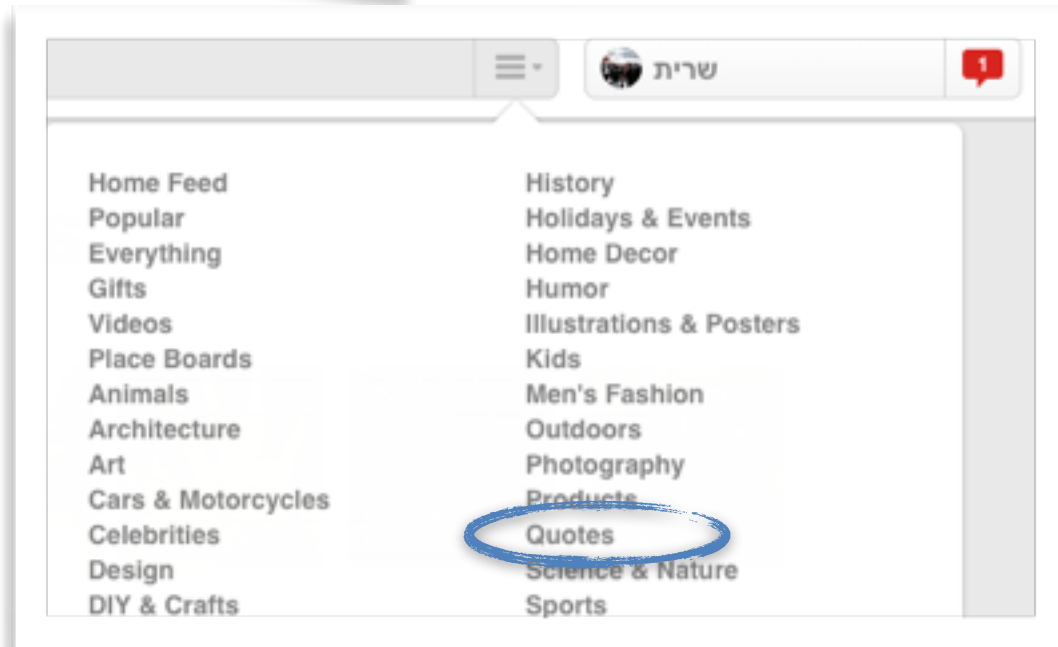 שרית
1
Home Feed
Popular
Everything
Gifts
Videos
Place Boards
Animals
Architecture
Art
Cars & Motorcycles
Celebrities
Design
DIY & Crafts
History
Holidays & Events
Home Decor
Humor
Illustrations & Posters
Kids
Men's Fashion
Outdoors
Photography
Products
Quotes
Science & Nature
Sports